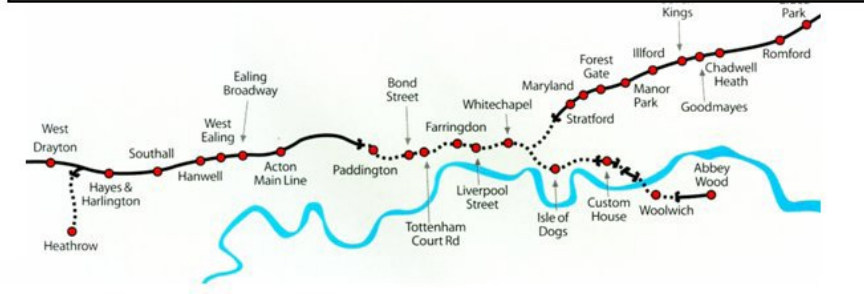 Kings
Park
Illford
Romford
Forest
Gate
Chadwell
Heath
Ealing
Broadway
Bond
Street
Maryland
Manor
Park
Goodmayes
Whitechapel
Stratford
West
Drayton
West
Ealing
Farringdon
Southall
Hanwell
Acton
Main Line
Paddington
Abbey
Wood
Hayes &
Harlington
Liverpool
Street
Isle of
Dogs
Custom
House
Woolwich
Tottenham
Court Rd
Heathrow